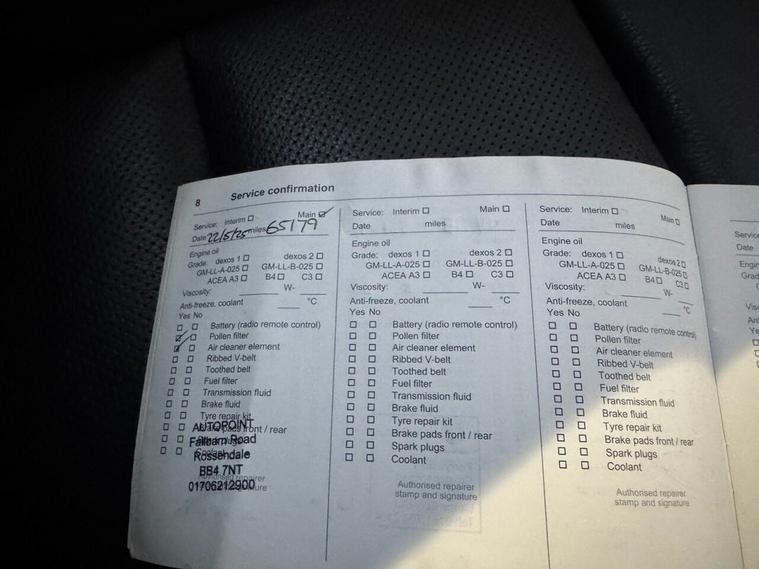 8 Service confirmation
Service: Interim ☐ Main ☑
Date 22/5/25 miles 65179
Engine oil
Grade: dexos 1 ☐ dexos 2 ☐
GM-LL-A-025 ☐ GM-LL-B-025 ☐
ACEA A3 ☐ B4 ☐ C3 ☐
Viscosity: W-
Anti-freeze, coolant °C
Yes No
☐ ☐ Battery (radio remote control)
☑ ☐ Pollen filter
☑ ☐ Air cleaner element
☐ ☐ Ribbed V-belt
☐ ☐ Toothed belt
☐ ☐ Fuel filter
☐ ☐ Transmission fluid
☐ ☐ Brake fluid
☐ ☐ Tyre repair kit
☐ ☐ pads front / rear
AUTOPOINT
Fallbarn Road
Rossendale
BB4 7NT
01706212900
Service: Interim ☐ Main ☐
Date miles
Engine oil
Grade: dexos 1 ☐ dexos 2 ☐
GM-LL-A-025 ☐ GM-LL-B-025 ☐
ACEA A3 ☐ B4 ☐ C3 ☐
Viscosity: W-
Anti-freeze, coolant °C
Yes No
☐ ☐ Battery (radio remote control)
☐ ☐ Pollen filter
☐ ☐ Air cleaner element
☐ ☐ Ribbed V-belt
☐ ☐ Toothed belt
☐ ☐ Fuel filter
☐ ☐ Transmission fluid
☐ ☐ Brake fluid
☐ ☐ Tyre repair kit
☐ ☐ Brake pads front / rear
☐ ☐ Spark plugs
☐ ☐ Coolant
Authorised repairer
stamp and signature
Service: Interim ☐ Main ☐
Date miles
Engine oil
Grade: dexos 1 ☐ dexos 2 ☐
GM-LL-A-025 ☐ GM-LL-B-025 ☐
ACEA A3 ☐ B4 ☐ C3 ☐
Viscosity: W-
Anti-freeze, coolant °C
Yes No
☐ ☐ Battery (radio remote control)
☐ ☐ Pollen filter
☐ ☐ Air cleaner element
☐ ☐ Ribbed V-belt
☐ ☐ Toothed belt
☐ ☐ Fuel filter
☐ ☐ Transmission fluid
☐ ☐ Brake fluid
☐ ☐ Tyre repair kit
☐ ☐ Brake pads front / rear
☐ ☐ Spark plugs
☐ ☐ Coolant
Authorised repairer
stamp and signature
Date